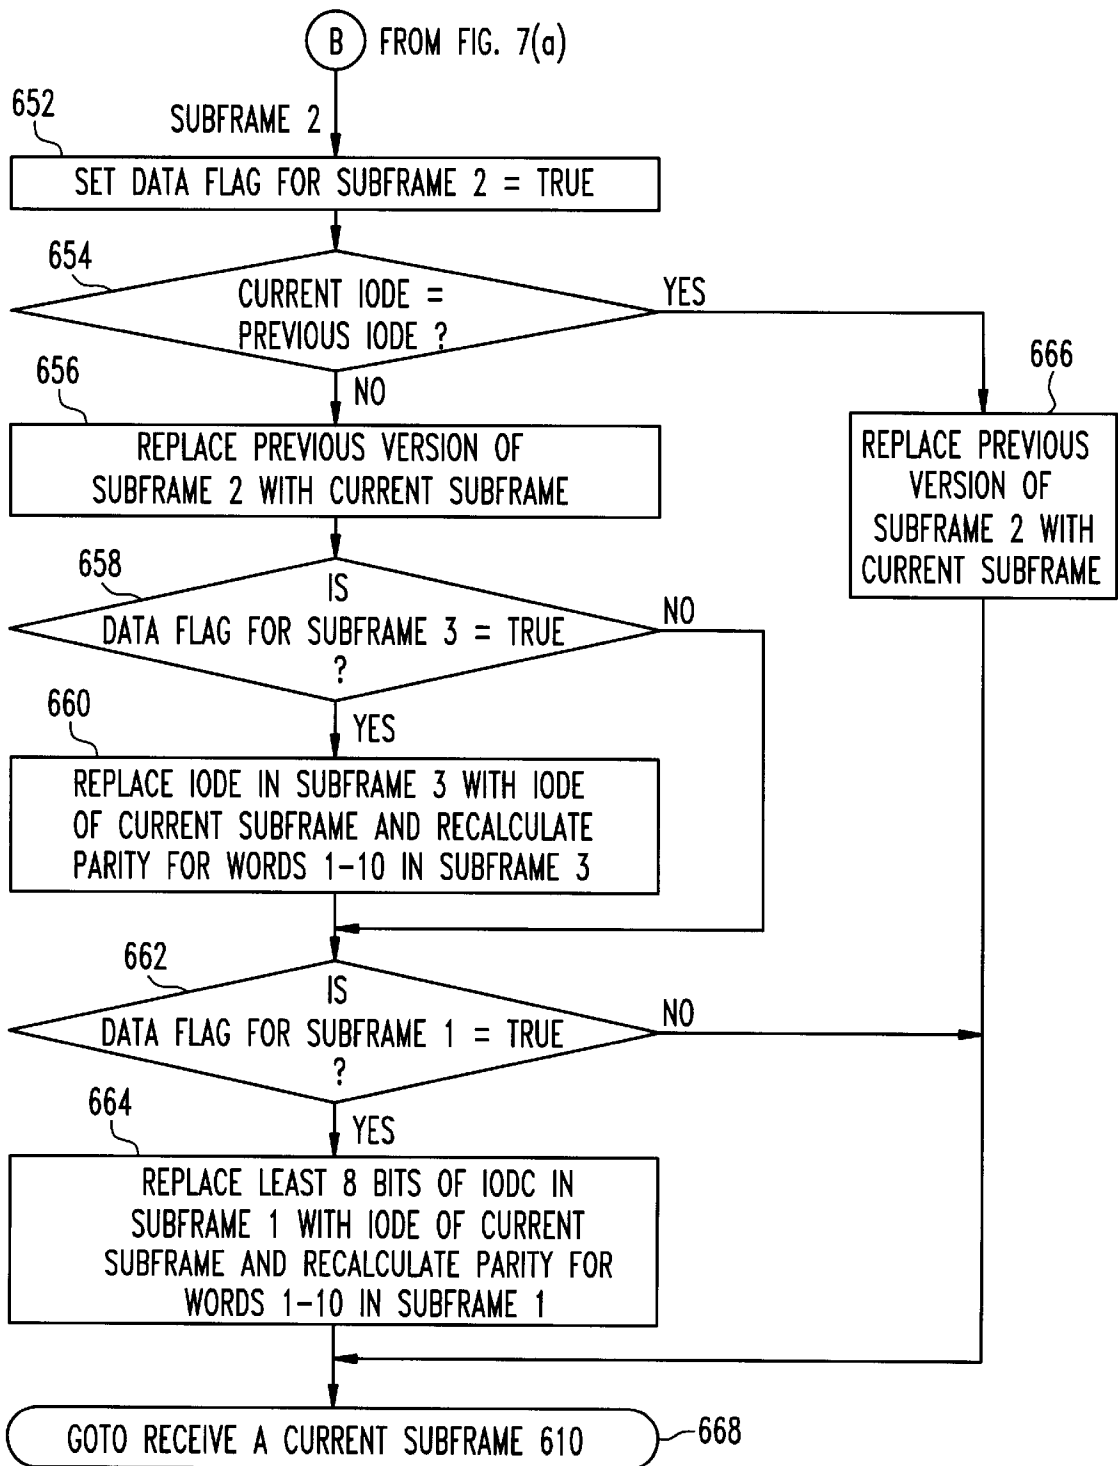 B FROM FIG. 7(a)
652
SUBFRAME 2
SET DATA FLAG FOR SUBFRAME 2 = TRUE
654
CURRENT IODE =
PREVIOUS IODE ?
YES
NO
656
REPLACE PREVIOUS VERSION OF
SUBFRAME 2 WITH CURRENT SUBFRAME
666
REPLACE PREVIOUS
VERSION OF
SUBFRAME 2 WITH
CURRENT SUBFRAME
658
IS
DATA FLAG FOR SUBFRAME 3 = TRUE
?
NO
YES
660
REPLACE IODE IN SUBFRAME 3 WITH IODE
OF CURRENT SUBFRAME AND RECALCULATE
PARITY FOR WORDS 1-10 IN SUBFRAME 3
662
IS
DATA FLAG FOR SUBFRAME 1 = TRUE
?
NO
YES
664
REPLACE LEAST 8 BITS OF IODC IN
SUBFRAME 1 WITH IODE OF CURRENT
SUBFRAME AND RECALCULATE PARITY FOR
WORDS 1-10 IN SUBFRAME 1
GOTO RECEIVE A CURRENT SUBFRAME 610
668